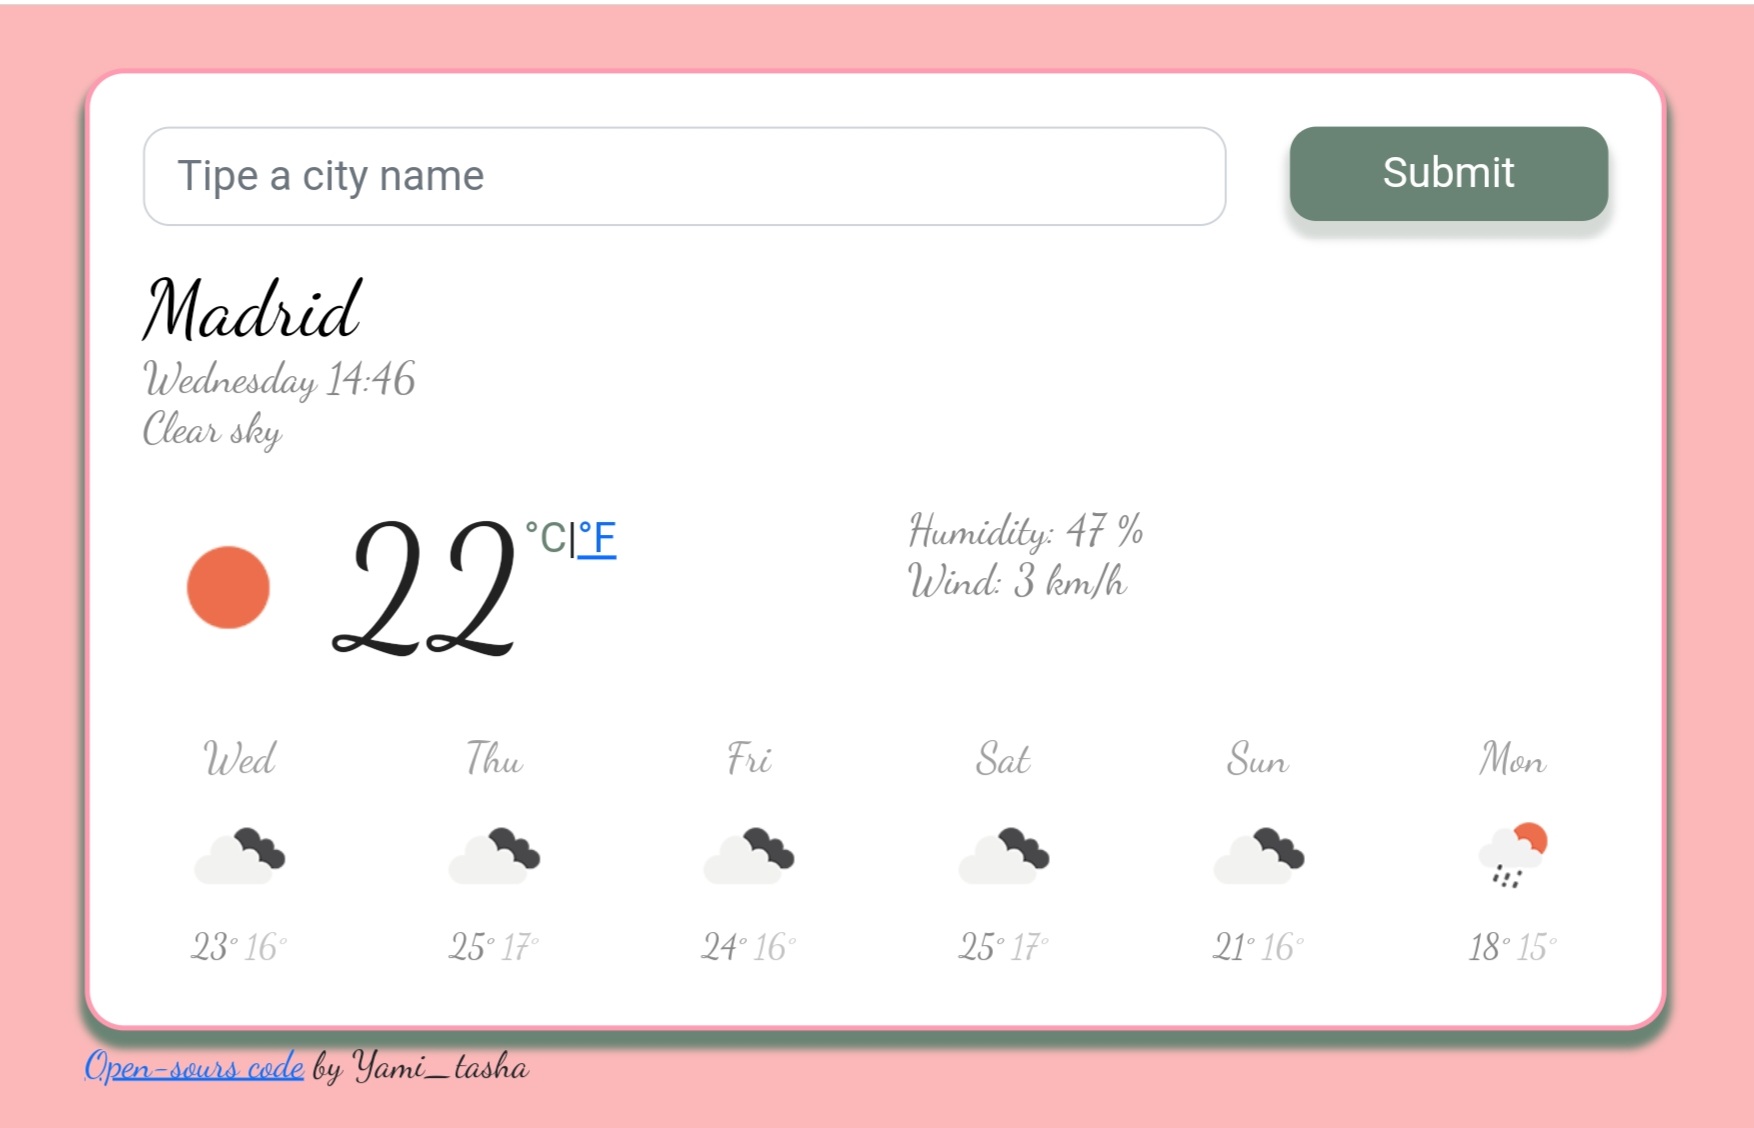 Tipe a city name
Submit
Madrid
Wednesday 14:46
Clear sky
22 °C|°F
Humidity: 47 %
Wind: 3 km/h
Wed Thu Fri Sat Sun Mon
23° 16° 25° 17° 24° 16° 25° 17° 21° 16° 18° 15°
Open-sours code by Yami_tasha